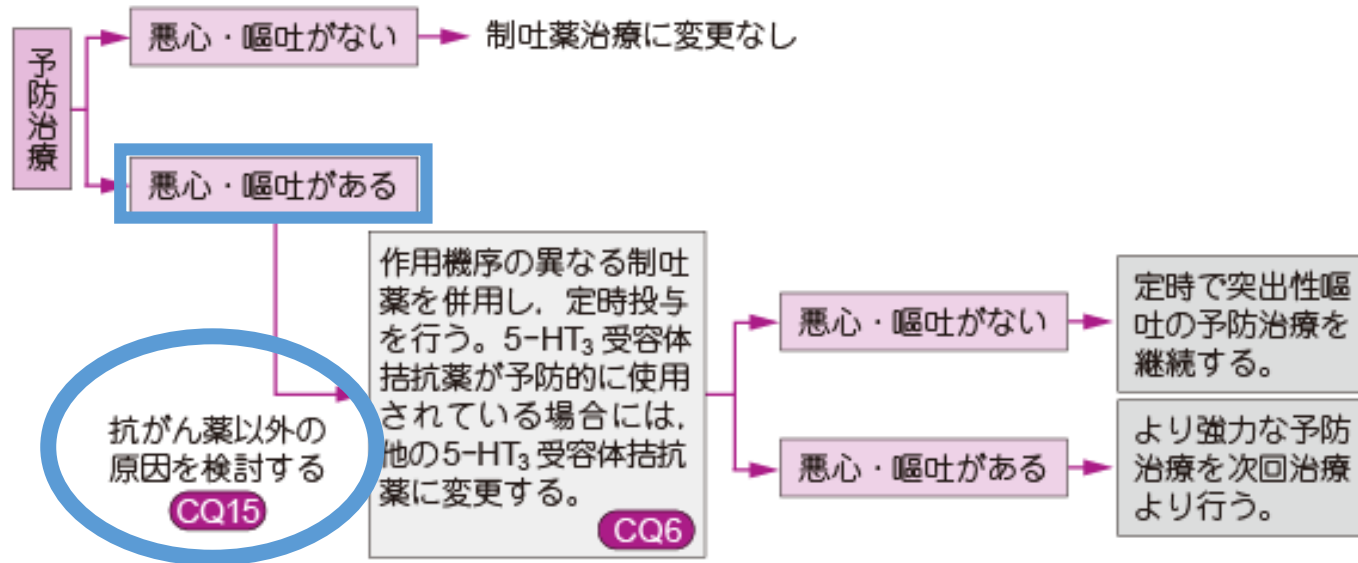 予防治療
悪心・嘔吐がない
制吐薬治療に変更なし
悪心・嘔吐がある
抗がん薬以外の
原因を検討する
CQ15
作用機序の異なる制吐
薬を併用し，定時投与
を行う。5-HT₃ 受容体
拮抗薬が予防的に使用
されている場合には，
他の5-HT₃ 受容体拮抗
薬に変更する。
CQ6
悪心・嘔吐がない
定時で突出性嘔
吐の予防治療を
継続する。
悪心・嘔吐がある
より強力な予防
治療を次回治療
より行う。